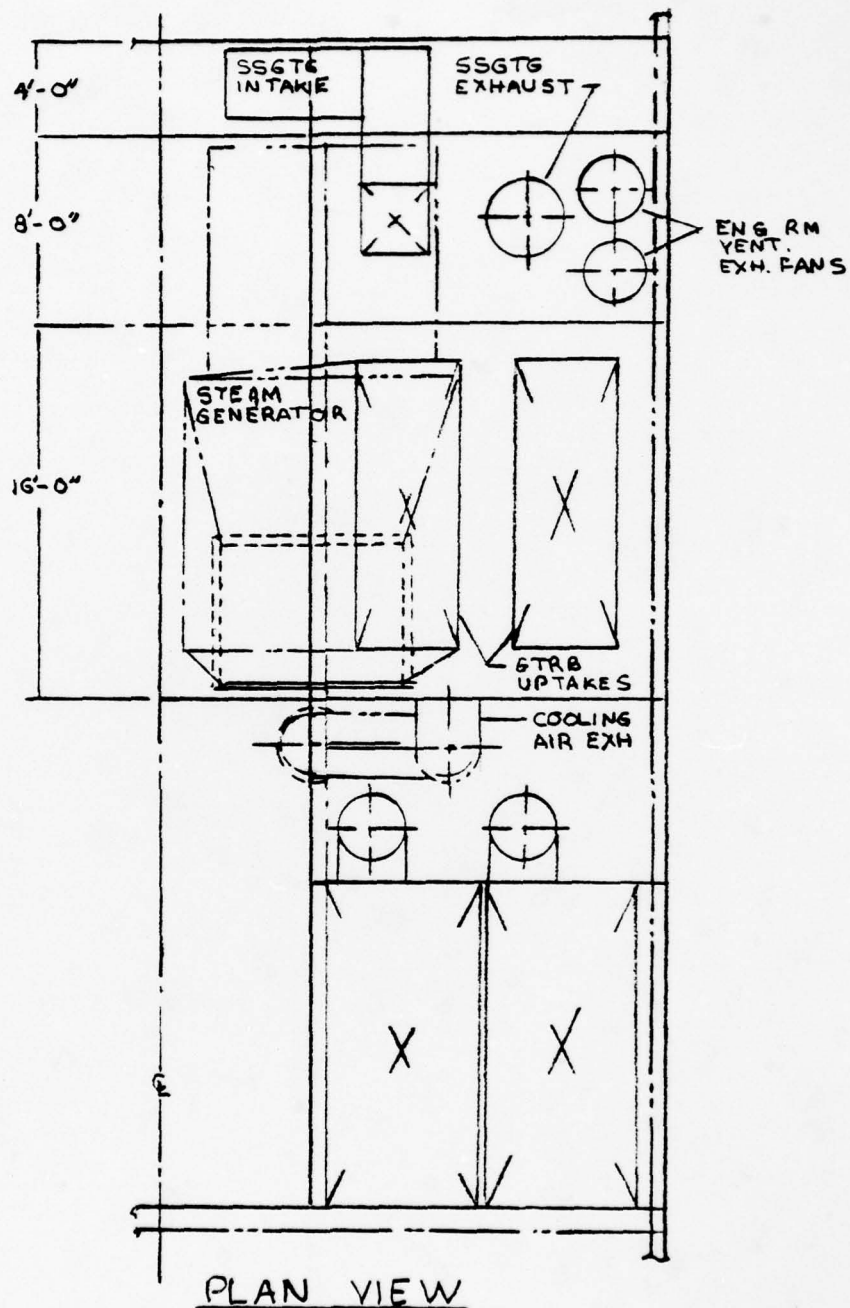 4'-0"
SSGTG
INTAKE
SSGTG
EXHAUST
8'-0"
ENG RM
VENT.
EXH. FANS
STEAM
GENERATOR
16'-0"
GTRB
UPTAKES
COOLING
AIR EXH
℄
PLAN VIEW